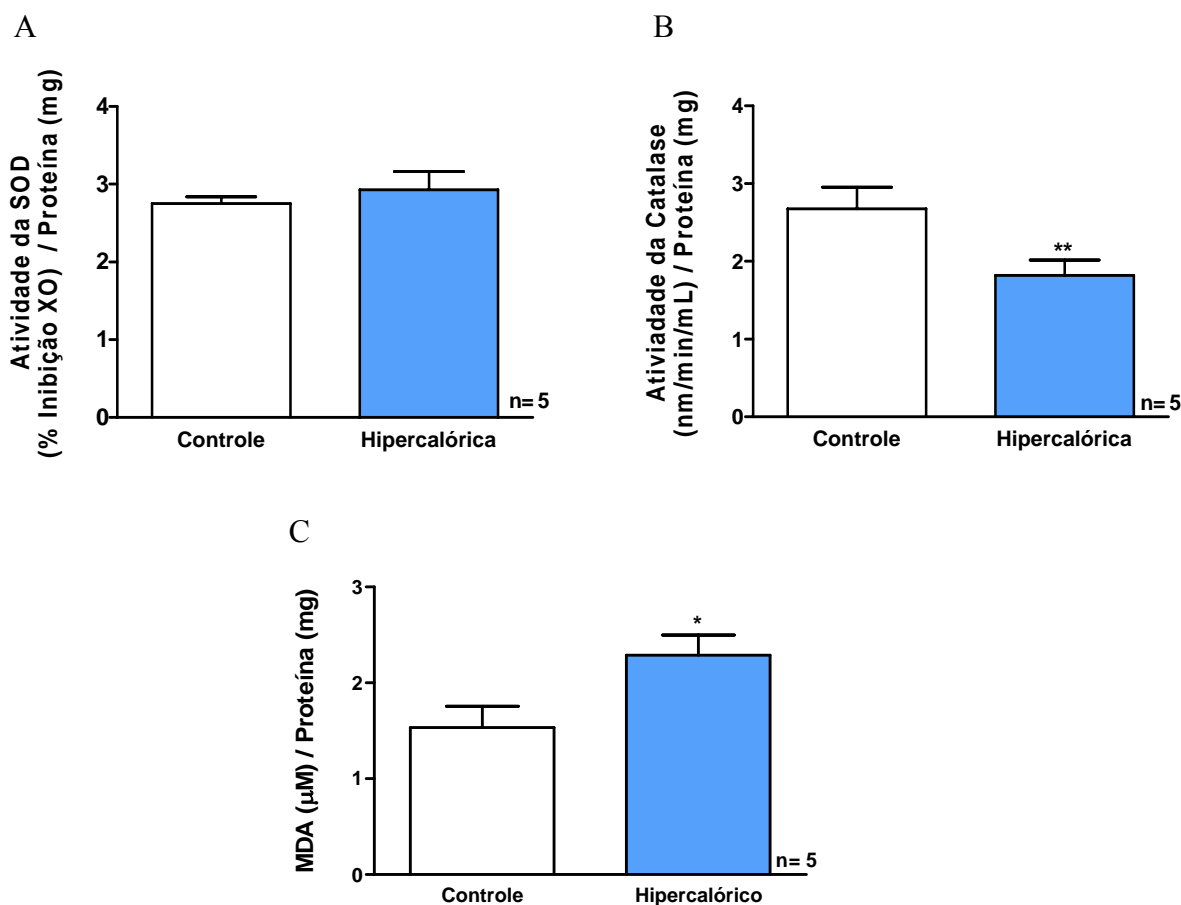 A
Atividade da SOD
(% Inibição XO) / Proteína (mg)
4
3
2
1
0
n=5
Controle
Hipercalórica
B
Ativiadade da Catalase
(nm/min/mL) / Proteína (mg)
4
3
2
1
0
**
n=5
Controle
Hipercalórica
C
MDA (μM) / Proteína (mg)
3
2
1
0
*
n=5
Controle
Hipercalórico